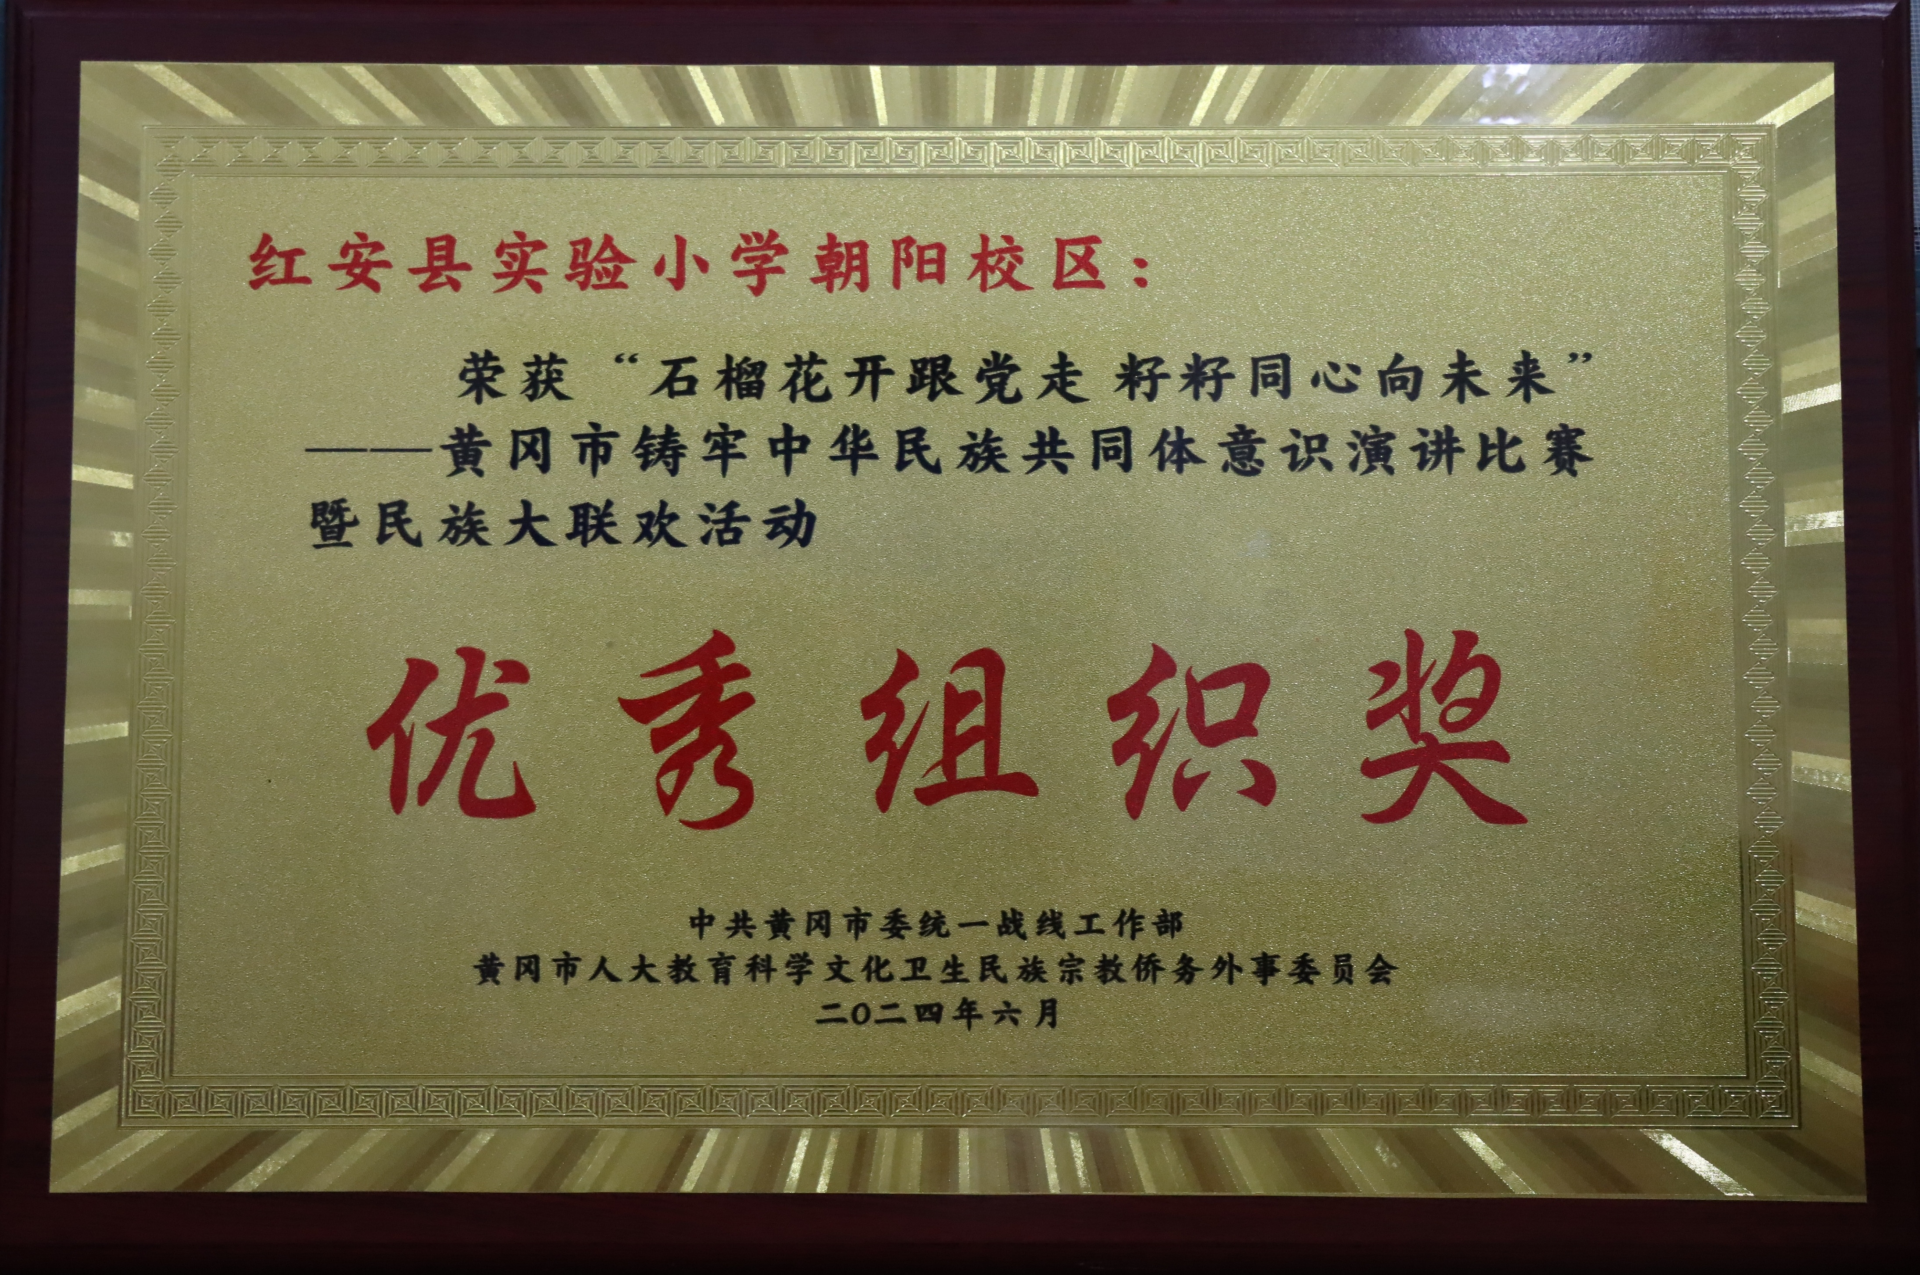 红安县实验小学朝阳校区：
荣获“石榴花开跟党走 籽籽同心向未来”
——黄冈市铸牢中华民族共同体意识演讲比赛
暨民族大联欢活动
优秀组织奖
中共黄冈市委统一战线工作部
黄冈市人大教育科学文化卫生民族宗教侨务外事委员会
二〇二四年六月